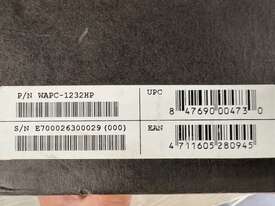 P/N WAPC-1232HP
UPC
8 47690 00473 0
S/N E700026300029 (000)
EAN
4 711605 280945